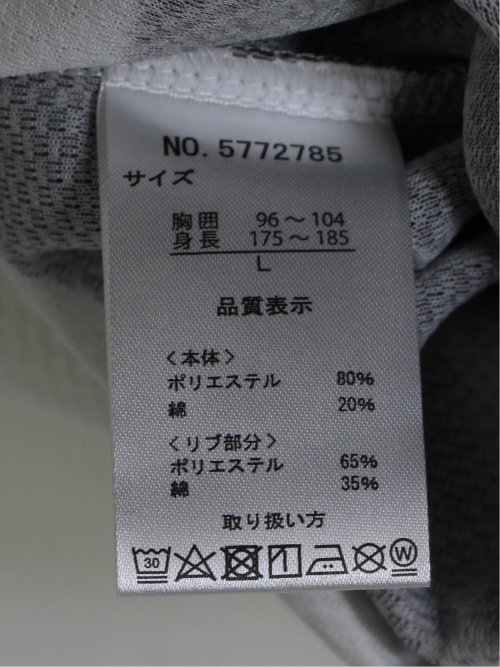 NO. 5772785
サイズ
胸囲 96～104
身長 175～185
L
品質表示
<本体>
ポリエステル 80%
綿 20%
<リブ部分>
ポリエステル 65%
綿 35%
取り扱い方
30 W